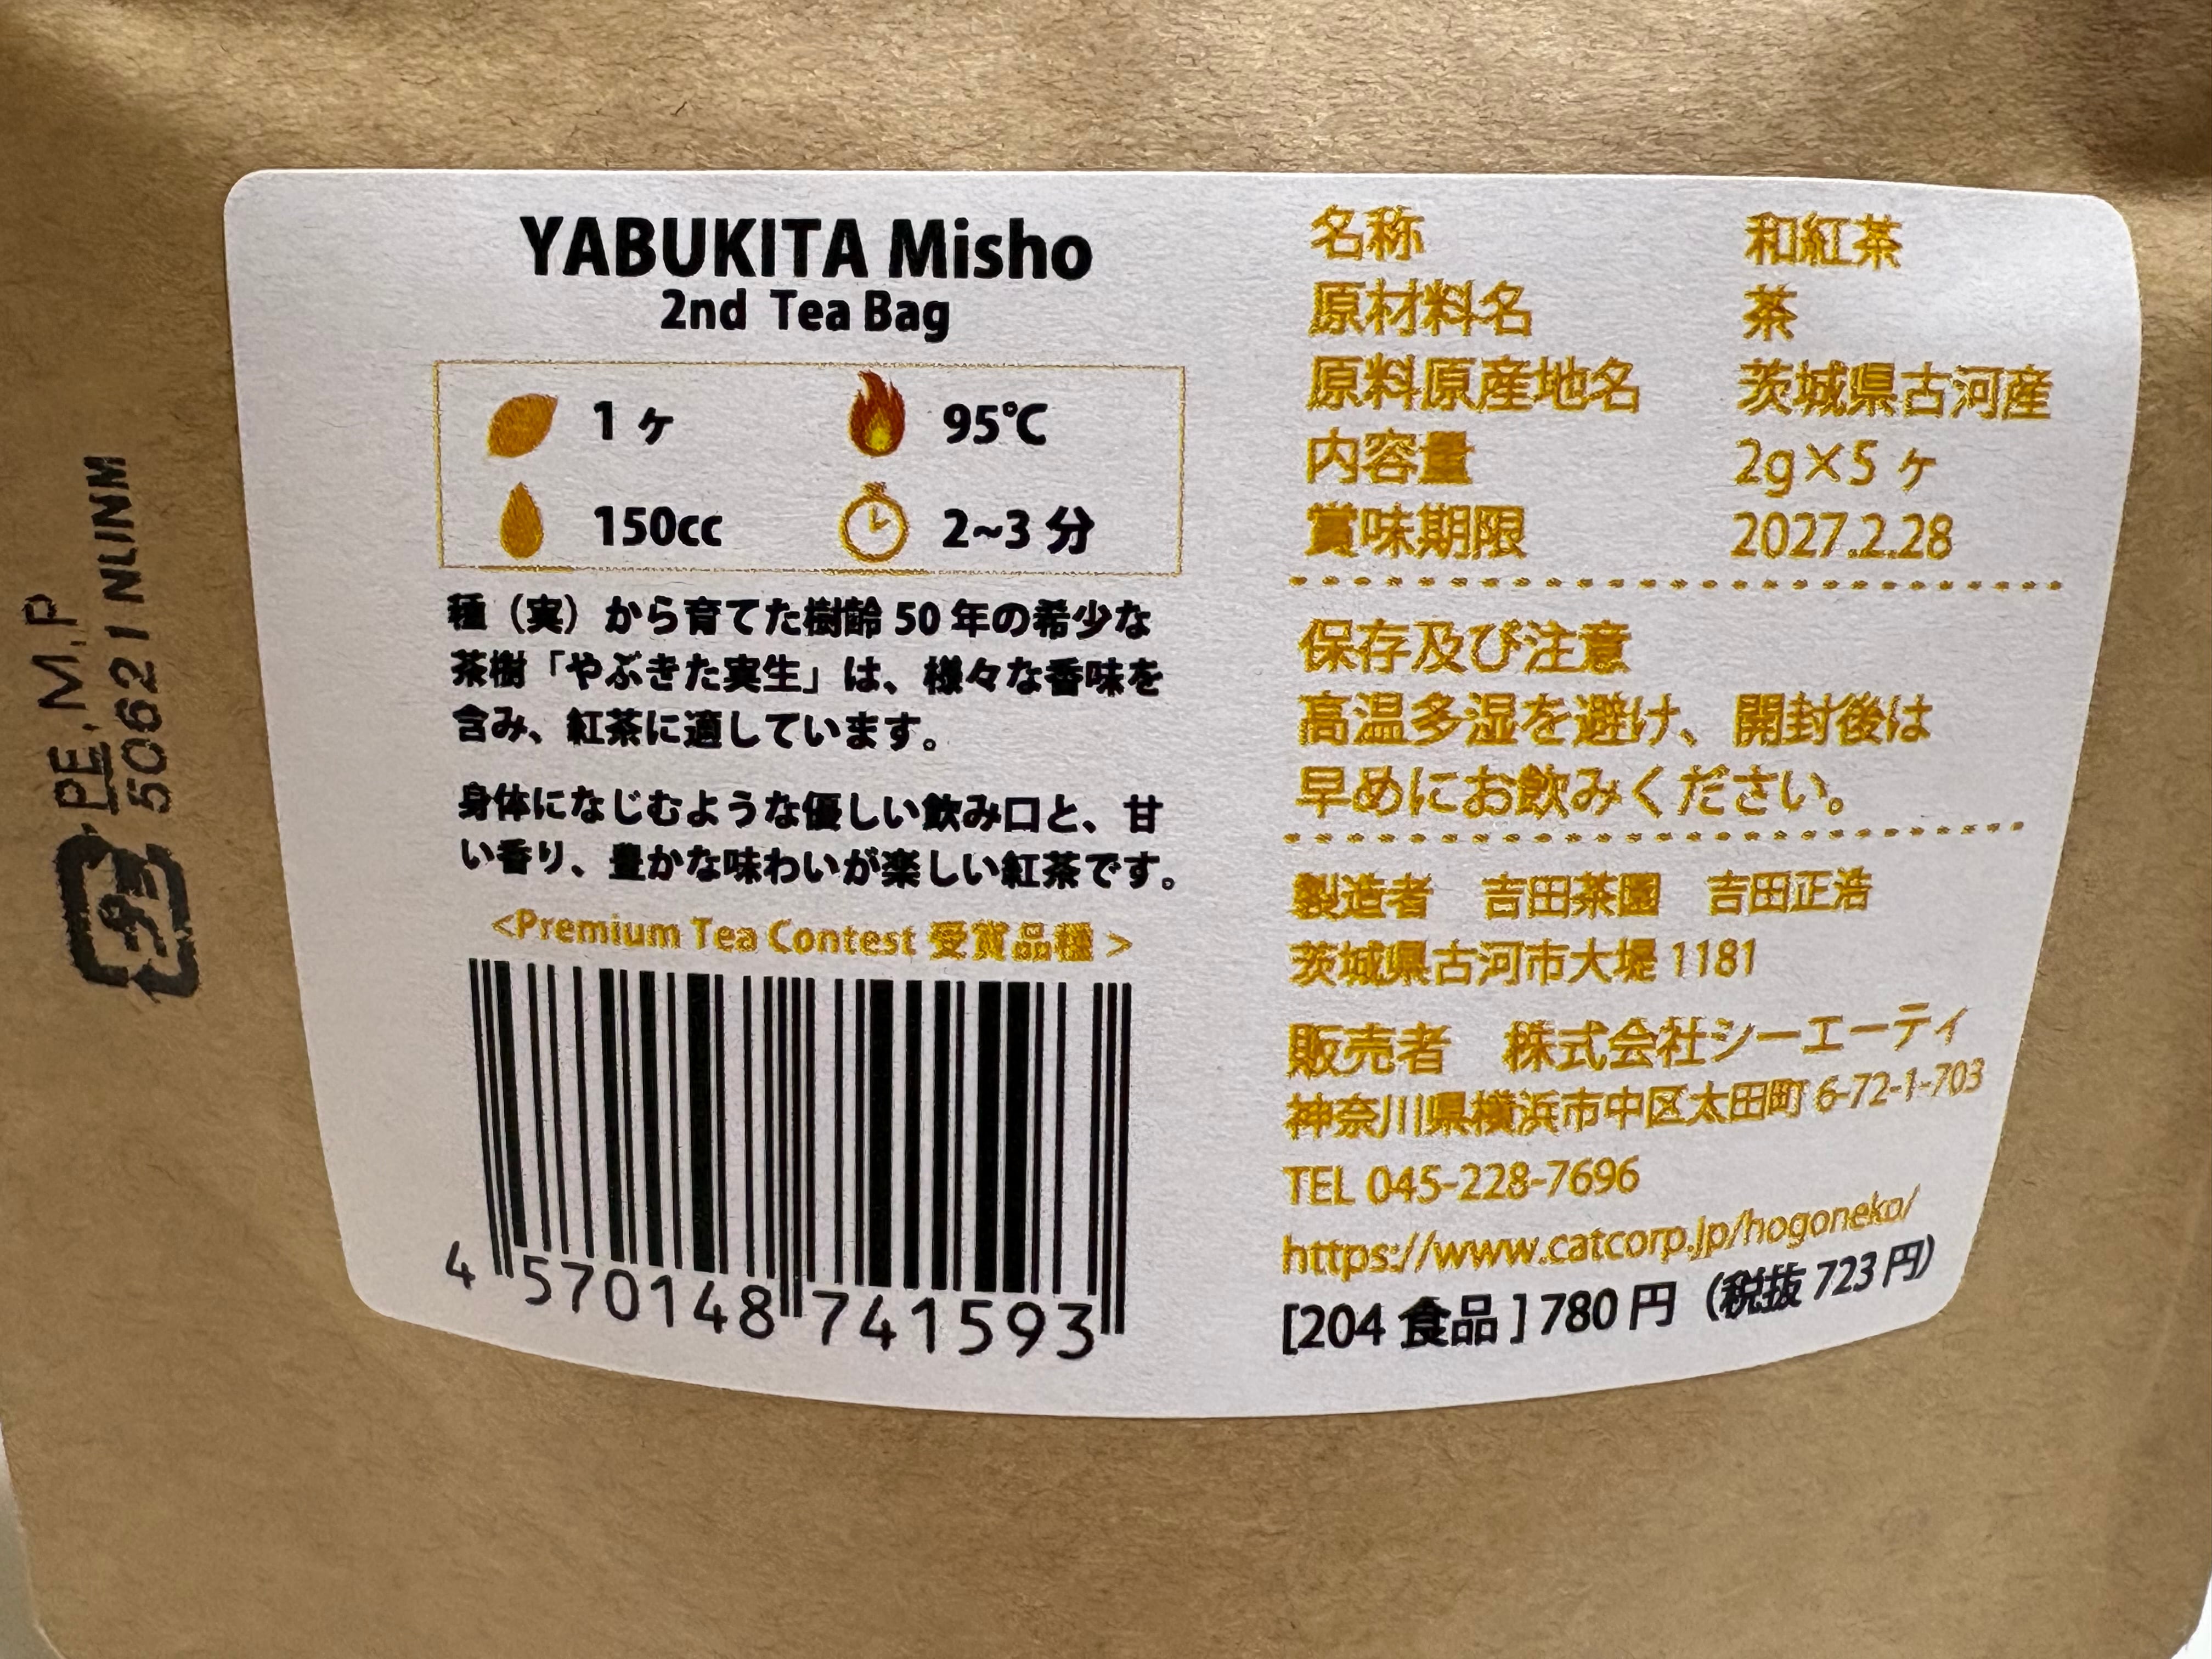 YABUKITA Misho
2nd Tea Bag
1ヶ
95℃
150cc
2~3 分
種（実）から育てた樹齢 50 年の希少な
茶樹「やぶきた実生」は、様々な香味を
含み、紅茶に適しています。
身体になじむような優しい飲み口と、甘
い香り、豊かな味わいが楽しい紅茶です。
<Premium Tea Contest 受賞品種 >
4 570148 741593
名称 和紅茶
原材料名 茶
原料原産地名 茨城県古河産
内容量 2g×5 ヶ
賞味期限 2027.2.28
保存及び注意
高温多湿を避け、開封後は
早めにお飲みください。
製造者 吉田茶園 吉田正浩
茨城県古河市大堤 1181
販売者 株式会社シーエーティ
神奈川県横浜市中区太田町 6-72-1-703
TEL 045-228-7696
https://www.catcorp.jp/hogoneko/
[204 食品 ] 780 円（税抜 723 円）
プラ
PE,M,P
50621 NLINM